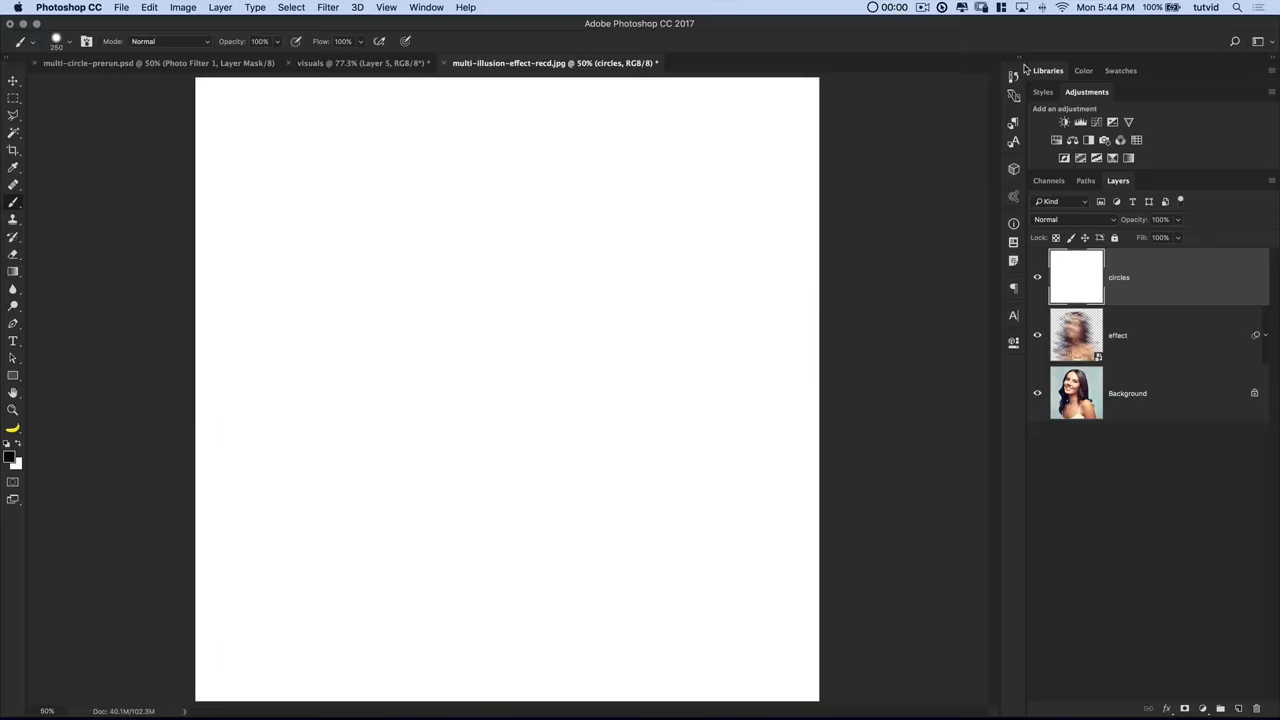 Photoshop CC File Edit Image Layer Type Select Filter 3D View Window Help 00:00 Mon 5:44 PM 100% tutvid
Adobe Photoshop CC 2017
250 Mode: Normal Opacity: 100% Flow: 100%
multi-circle-prerun.psd @ 50% (Photo Filter 1, Layer Mask/8) visuals @ 77.3% (Layer 5, RGB/8*) * multi-illusion-effect-recd.jpg @ 50% (circles, RGB/8) *
Libraries Color Swatches
Styles Adjustments
Add an adjustment
Channels Paths Layers
Kind
Normal Opacity: 100%
Lock: Fill: 100%
circles
effect
Background
50% Doc: 40.1M/102.3M